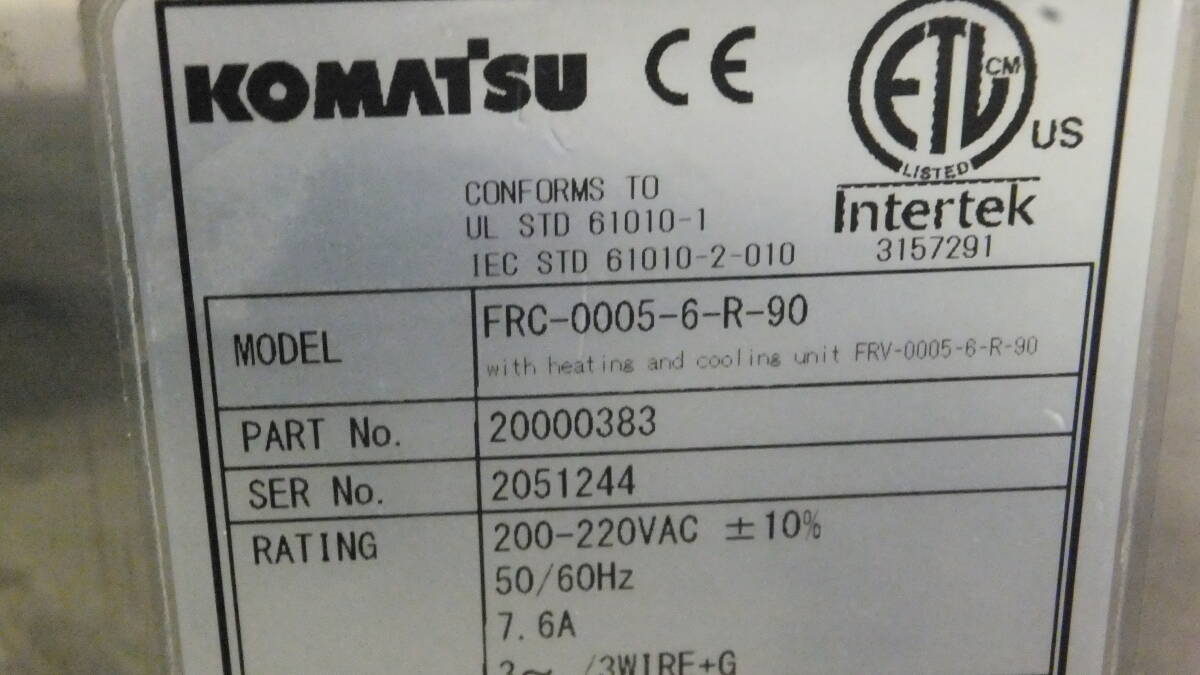 KOMATSU CE
ETL CM
LISTED
US
Intertek
3157291
CONFORMS TO
UL STD 61010-1
IEC STD 61010-2-010
MODEL FRC-0005-6-R-90
with heating and cooling unit FRV-0005-6-R-90
PART No. 20000383
SER No. 2051244
RATING 200-220VAC ±10%
50/60Hz
7.6A
/3WIRE+G